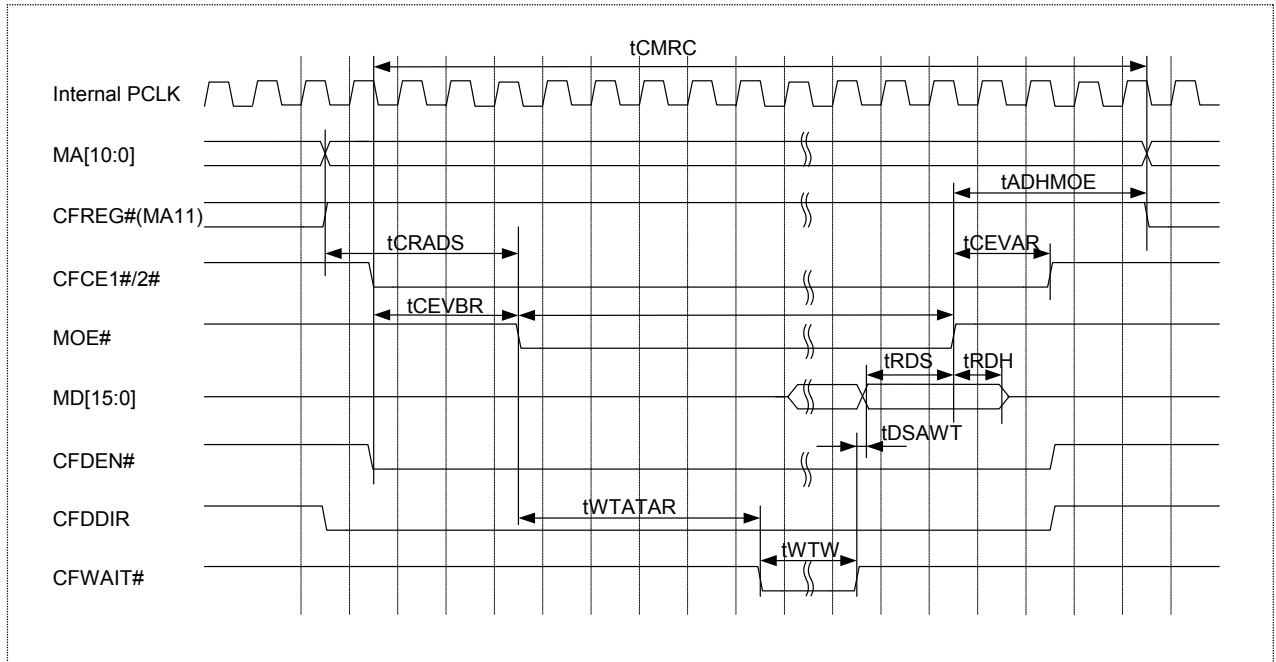 tCMRC
Internal PCLK
MA[10:0]
tADHMOE
CFREG#(MA11)
tCRADS
tCEVAR
CFCE1#/2#
tCEVBR
MOE#
tRDS
tRDH
MD[15:0]
tDSAWT
CFDEN#
tWTATAR
CFDDIR
tWTW
CFWAIT#